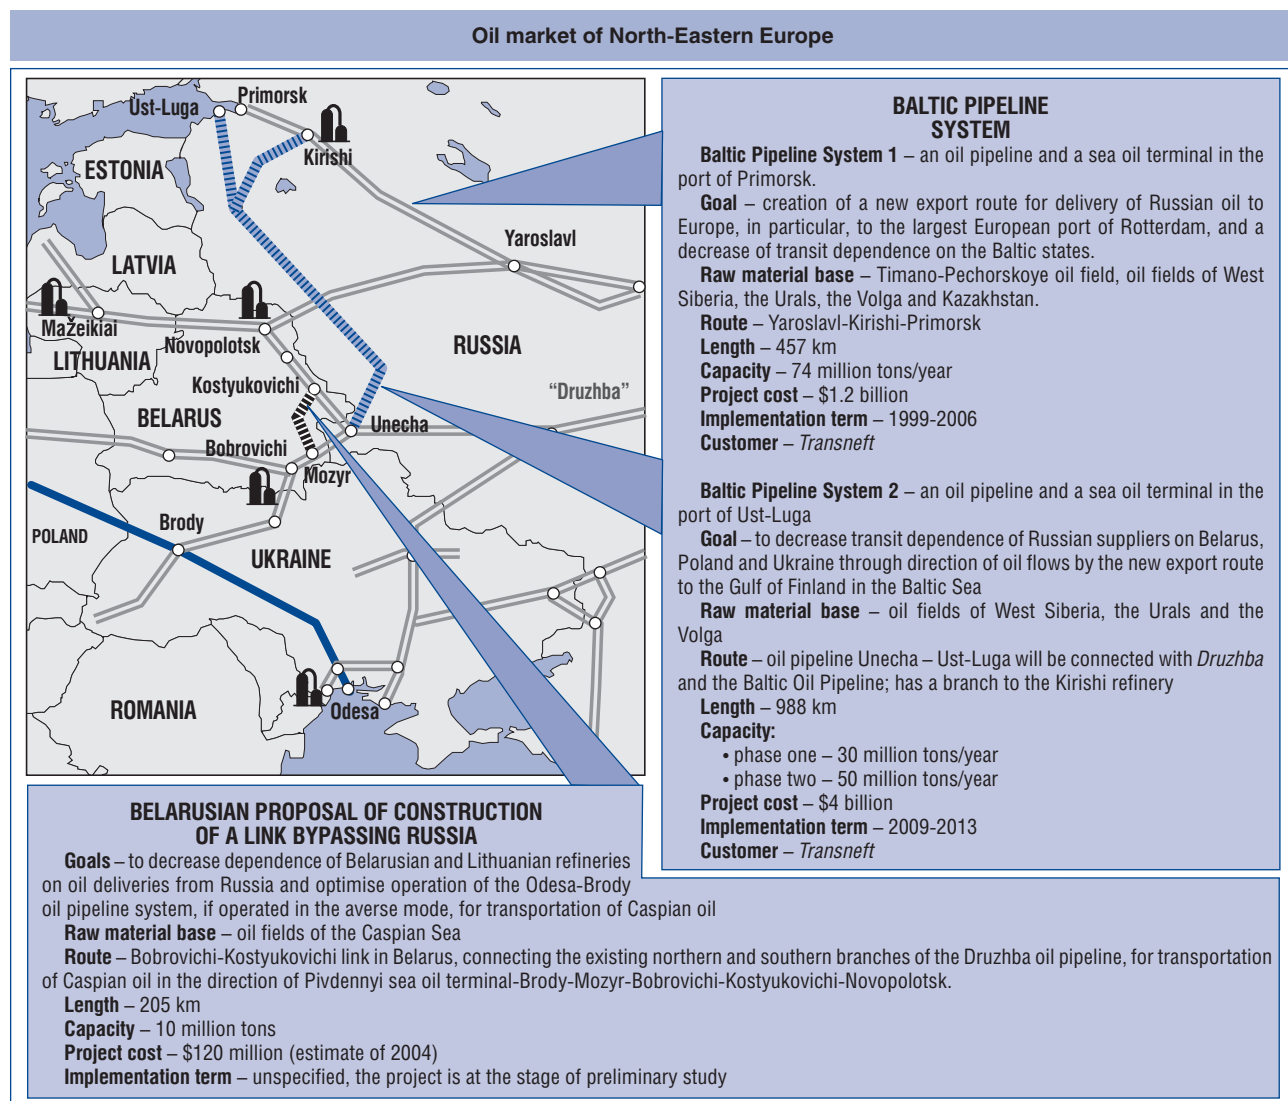 Oil market of North-Eastern Europe
Ust-Luga
Primorsk
Kirishi
ESTONIA
Yaroslavl
LATVIA
Mažeikiai
Novopolotsk
LITHUANIA
RUSSIA
Kostyukovichi
“Druzhba”
BELARUS
Unecha
Bobrovichi
Mozyr
Brody
POLAND
UKRAINE
ROMANIA
Odesa
BALTIC PIPELINE
SYSTEM
Baltic Pipeline System 1 – an oil pipeline and a sea oil terminal in the
port of Primorsk.
Goal – creation of a new export route for delivery of Russian oil to
Europe, in particular, to the largest European port of Rotterdam, and a
decrease of transit dependence on the Baltic states.
Raw material base – Timano-Pechorskoye oil field, oil fields of West
Siberia, the Urals, the Volga and Kazakhstan.
Route – Yaroslavl-Kirishi-Primorsk
Length – 457 km
Capacity – 74 million tons/year
Project cost – $1.2 billion
Implementation term – 1999-2006
Customer – Transneft
Baltic Pipeline System 2 – an oil pipeline and a sea oil terminal in the
port of Ust-Luga
Goal – to decrease transit dependence of Russian suppliers on Belarus,
Poland and Ukraine through direction of oil flows by the new export route
to the Gulf of Finland in the Baltic Sea
Raw material base – oil fields of West Siberia, the Urals and the
Volga
Route – oil pipeline Unecha – Ust-Luga will be connected with Druzhba
and the Baltic Oil Pipeline; has a branch to the Kirishi refinery
Length – 988 km
Capacity:
• phase one – 30 million tons/year
• phase two – 50 million tons/year
Project cost – $4 billion
Implementation term – 2009-2013
Customer – Transneft
BELARUSIAN PROPOSAL OF CONSTRUCTION
OF A LINK BYPASSING RUSSIA
Goals – to decrease dependence of Belarusian and Lithuanian refineries
on oil deliveries from Russia and optimise operation of the Odesa-Brody
oil pipeline system, if operated in the averse mode, for transportation of Caspian oil
Raw material base – oil fields of the Caspian Sea
Route – Bobrovichi-Kostyukovichi link in Belarus, connecting the existing northern and southern branches of the Druzhba oil pipeline, for transportation
of Caspian oil in the direction of Pivdennyi sea oil terminal-Brody-Mozyr-Bobrovichi-Kostyukovichi-Novopolotsk.
Length – 205 km
Capacity – 10 million tons
Project cost – $120 million (estimate of 2004)
Implementation term – unspecified, the project is at the stage of preliminary study